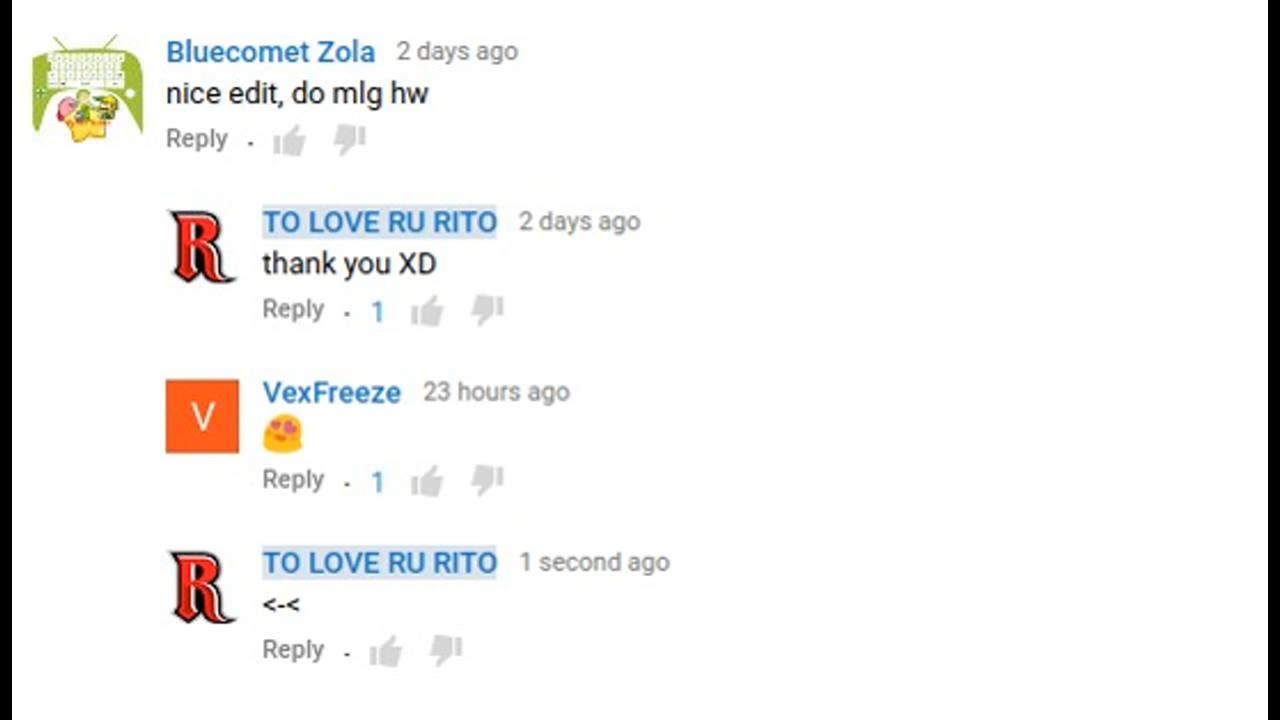 Bluecomet Zola 2 days ago
nice edit, do mlg hw
Reply .
R
TO LOVE RU RITO 2 days ago
thank you XD
Reply . 1
V
VexFreeze 23 hours ago
😍
Reply . 1
R
TO LOVE RU RITO 1 second ago
<-<
Reply .